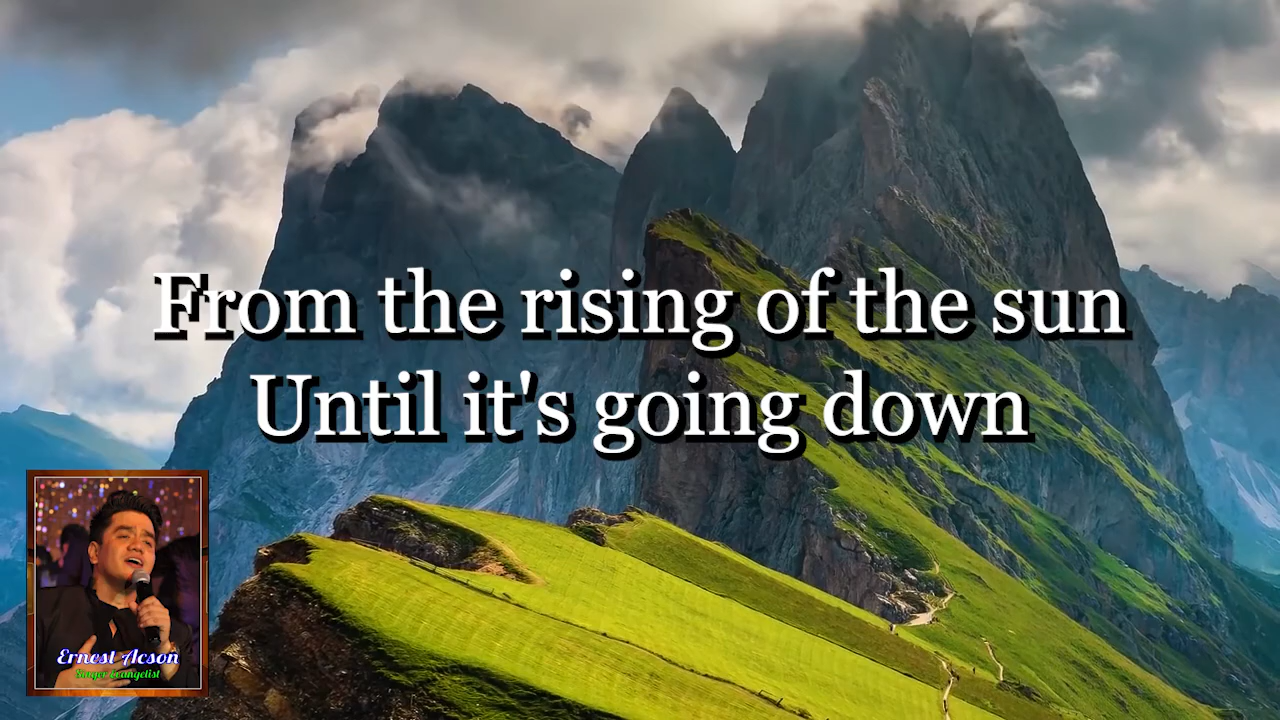 From the rising of the sun
Until it's going down
Ernest Acson
Singer Evangelist